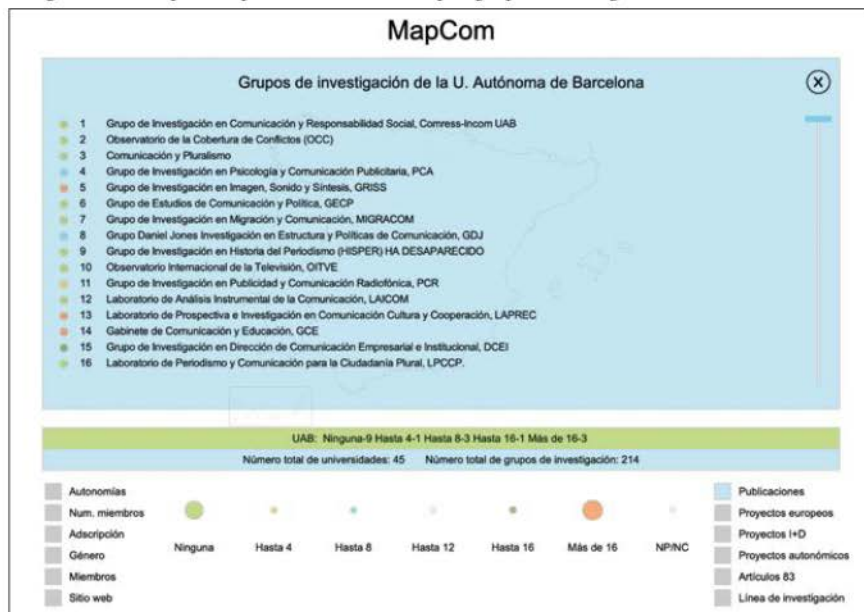 MapCom
Grupos de investigación de la U. Autónoma de Barcelona
X
1 Grupo de Investigación en Comunicación y Responsabilidad Social, Comress-Incom UAB
2 Observatorio de la Cobertura de Conflictos (OCC)
3 Comunicación y Pluralismo
4 Grupo de Investigación en Psicología y Comunicación Publicitaria, PCA
5 Grupo de Investigación en Imagen, Sonido y Síntesis, GRISS
6 Grupo de Estudios de Comunicación y Política, GECP
7 Grupo de Investigación en Migración y Comunicación, MIGRACOM
8 Grupo Daniel Jones Investigación en Estructura y Políticas de Comunicación, GDJ
9 Grupo de Investigación en Historia del Periodismo (HISPER) HA DESAPARECIDO
10 Observatorio Internacional de la Televisión, OITVE
11 Grupo de Investigación en Publicidad y Comunicación Radiofónica, PCR
12 Laboratorio de Análisis Instrumental de la Comunicación, LAICOM
13 Laboratorio de Prospectiva e Investigación en Comunicación Cultura y Cooperación, LAPREC
14 Gabinete de Comunicación y Educación, GCE
15 Grupo de Investigación en Dirección de Comunicación Empresarial e Institucional, DCEI
16 Laboratorio de Periodismo y Comunicación para la Ciudadanía Plural, LPCCP.
UAB: Ninguna-9 Hasta 4-1 Hasta 8-3 Hasta 16-1 Más de 16-3
Número total de universidades: 45 Número total de grupos de investigación: 214
Autonomías
Num. miembros
Adscripción
Género
Miembros
Sitio web
Ninguna Hasta 4 Hasta 8 Hasta 12 Hasta 16 Más de 16 NP/NC
Publicaciones
Proyectos europeos
Proyectos I+D
Proyectos autonómicos
Artículos 83
Línea de investigación